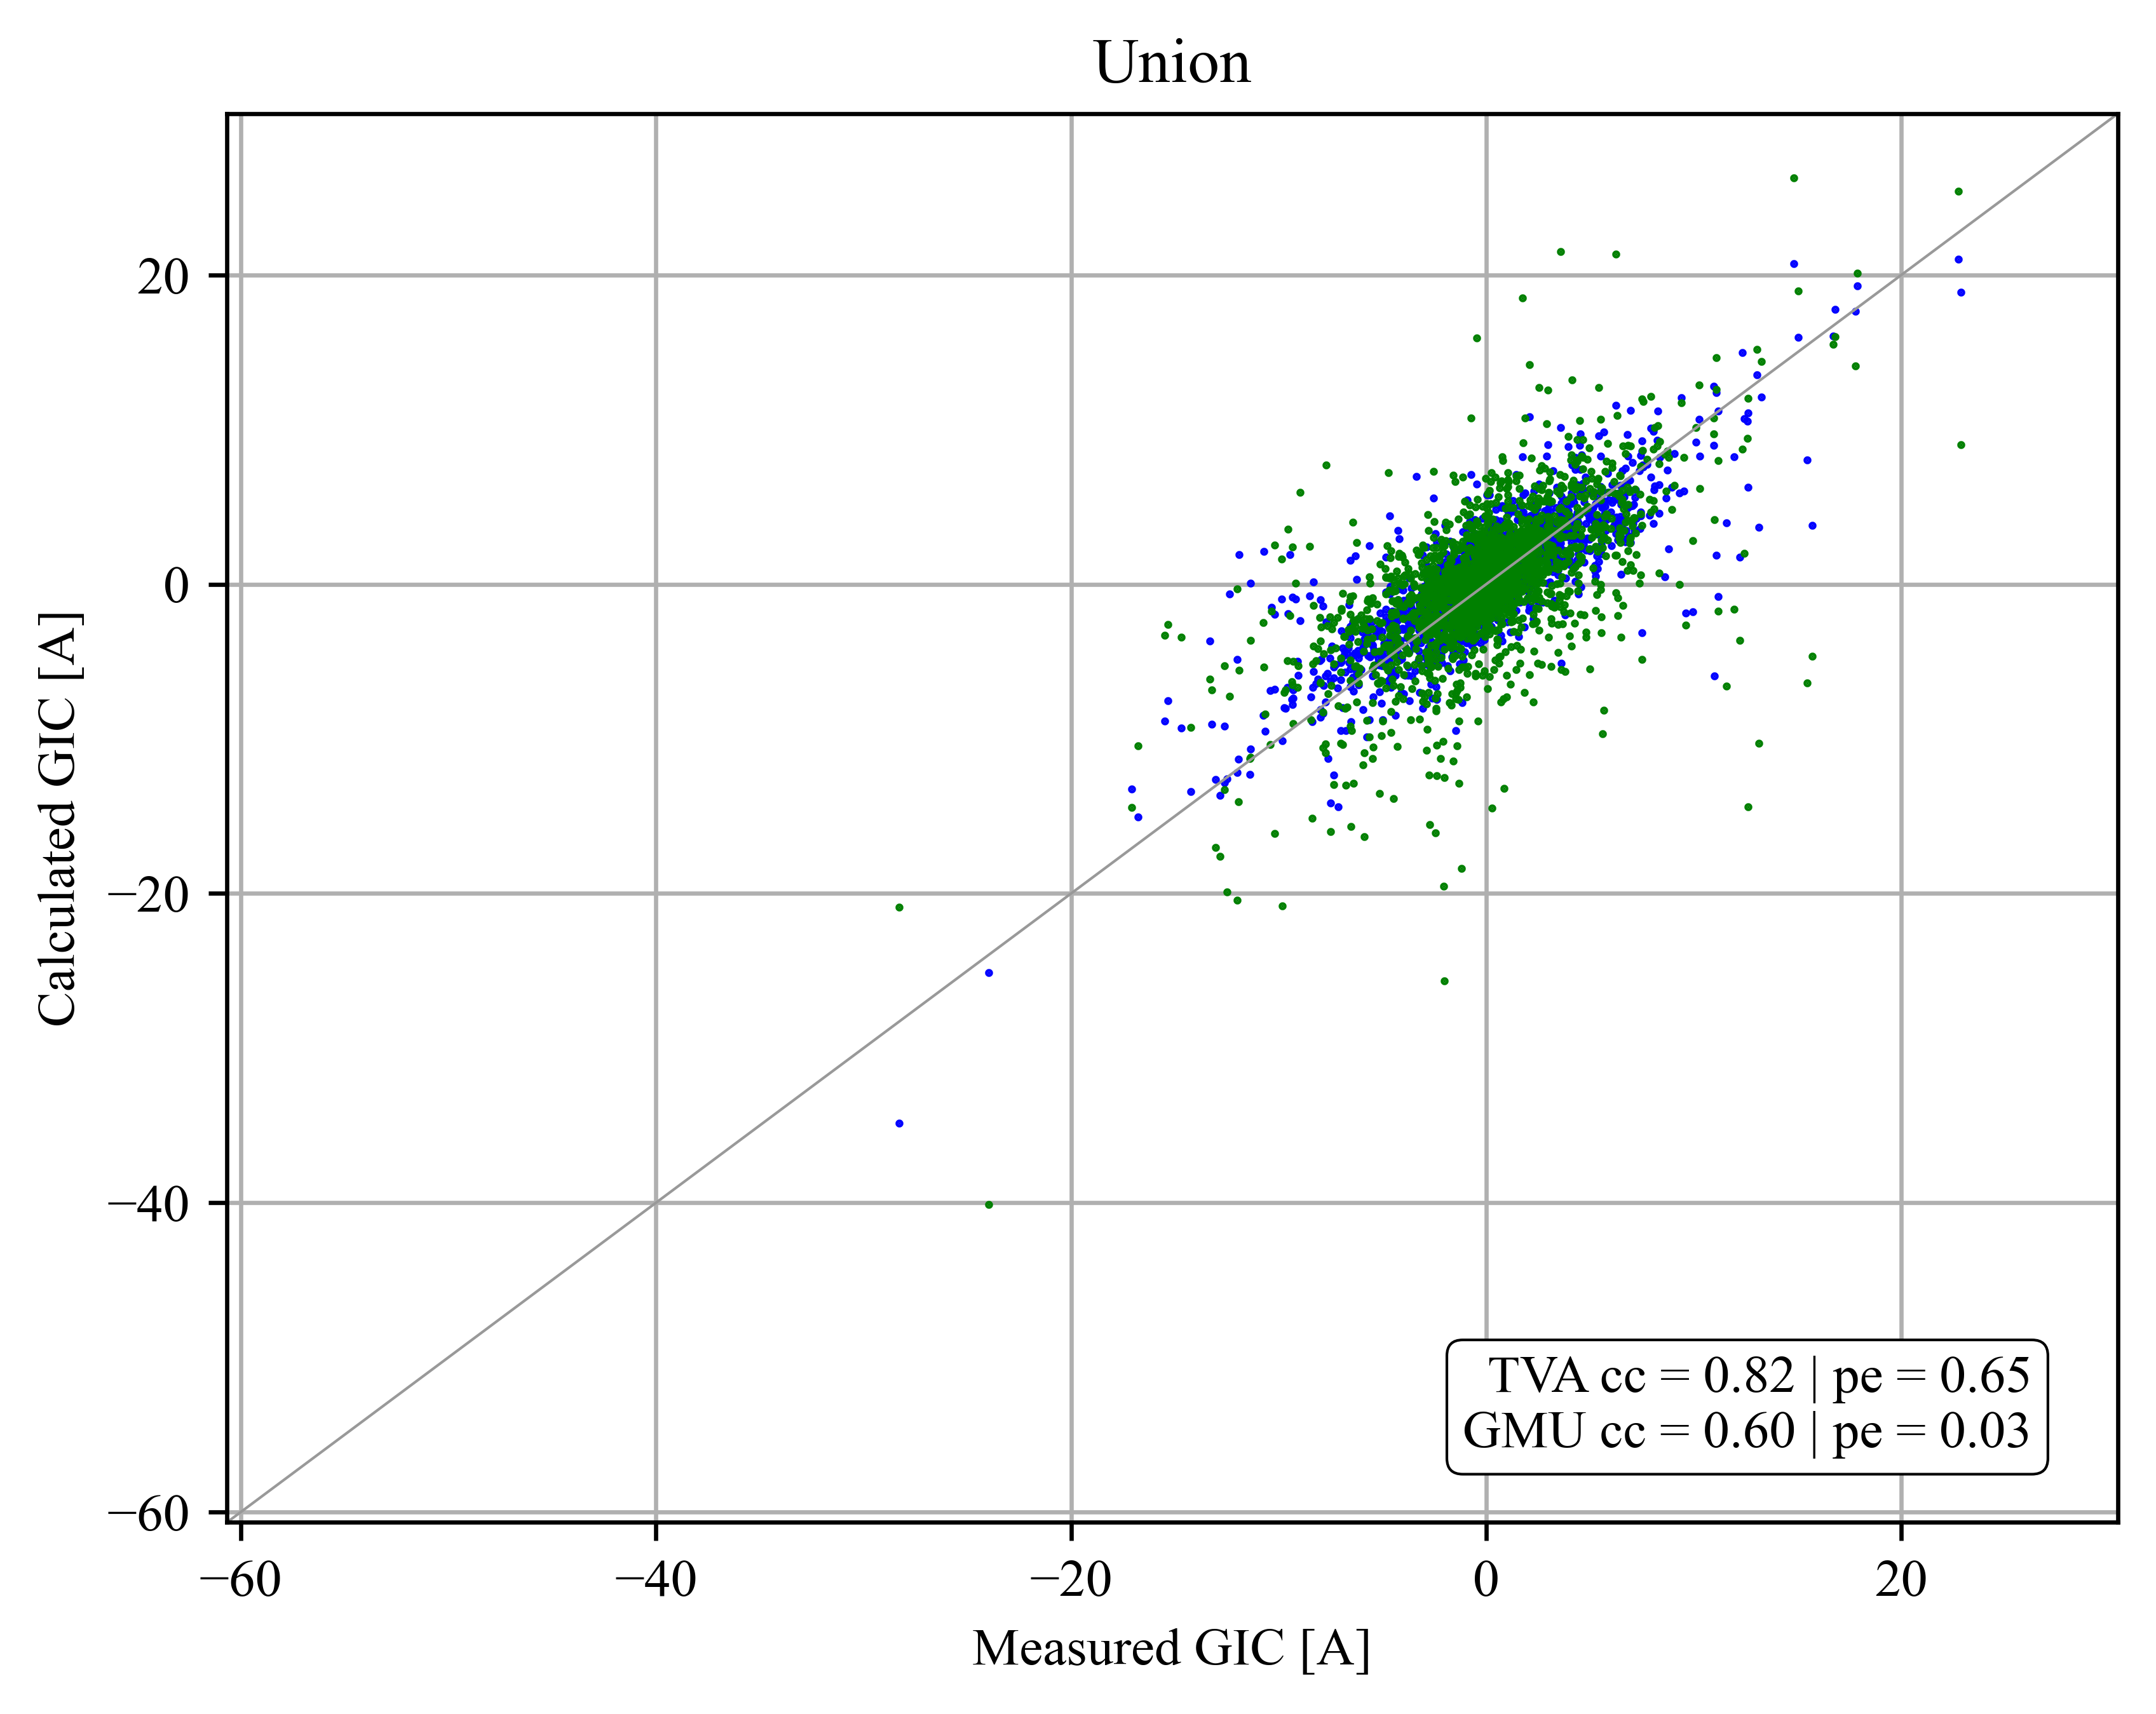 Union
Calculated GIC [A]
20
0
−20
−40
−60
TVA cc = 0.82 | pe = 0.65
GMU cc = 0.60 | pe = 0.03
−60 −40 −20 0 20
Measured GIC [A]